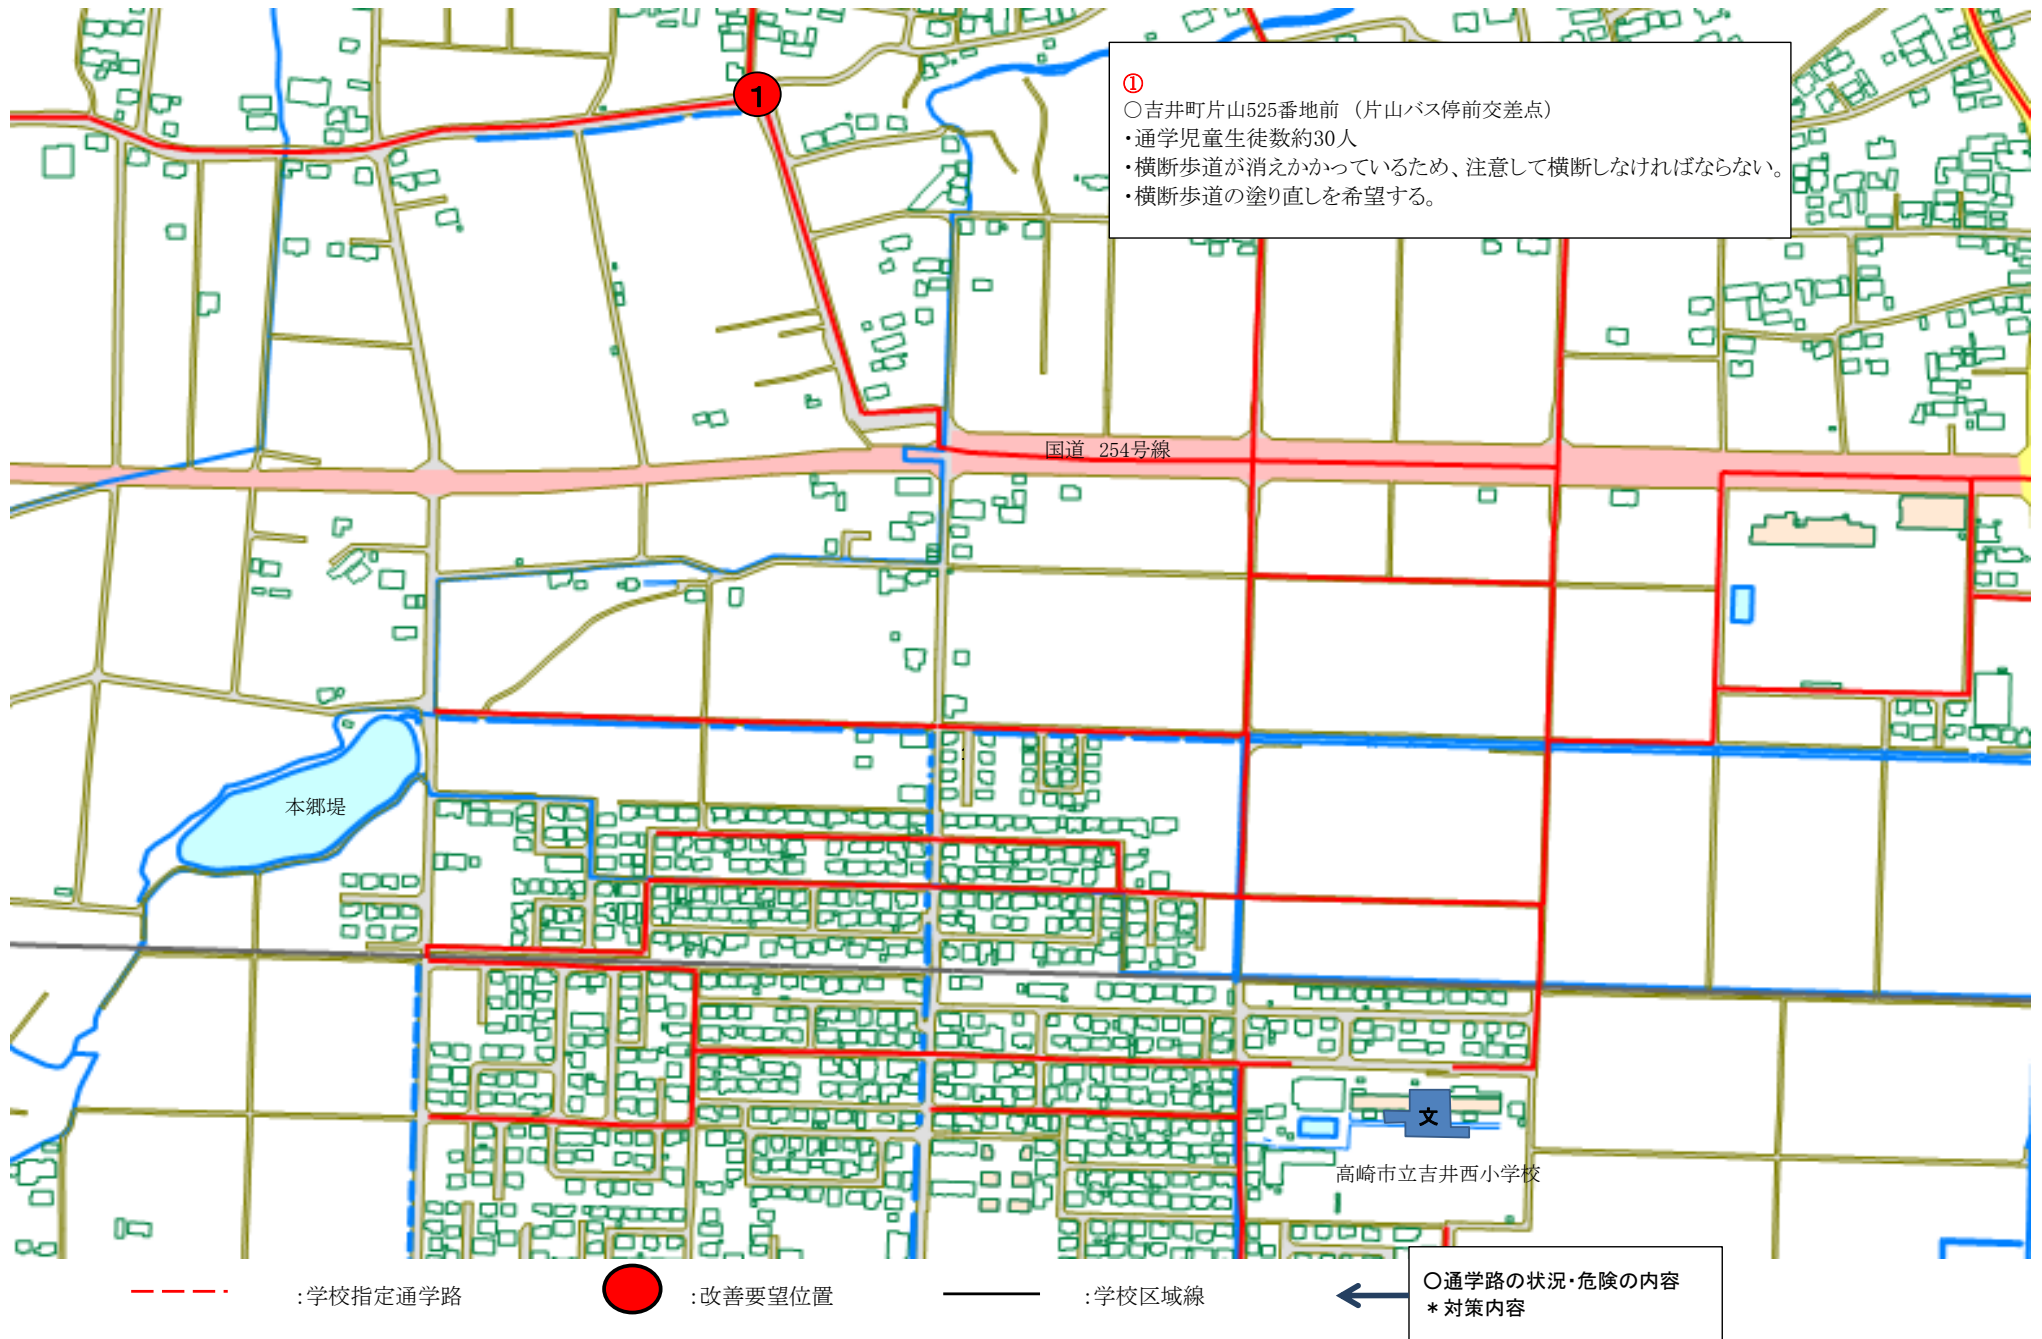 ①
○吉井町片山525番地前　(片山バス停前交差点)
・通学児童生徒数約30人
・横断歩道が消えかかっているため、注意して横断しなければならない。
・横断歩道の塗り直しを希望する。
1
国道　254号線
本郷堤
文
高崎市立吉井西小学校
:学校指定通学路
:改善要望位置
:学校区域線
○通学路の状況・危険の内容
＊対策内容